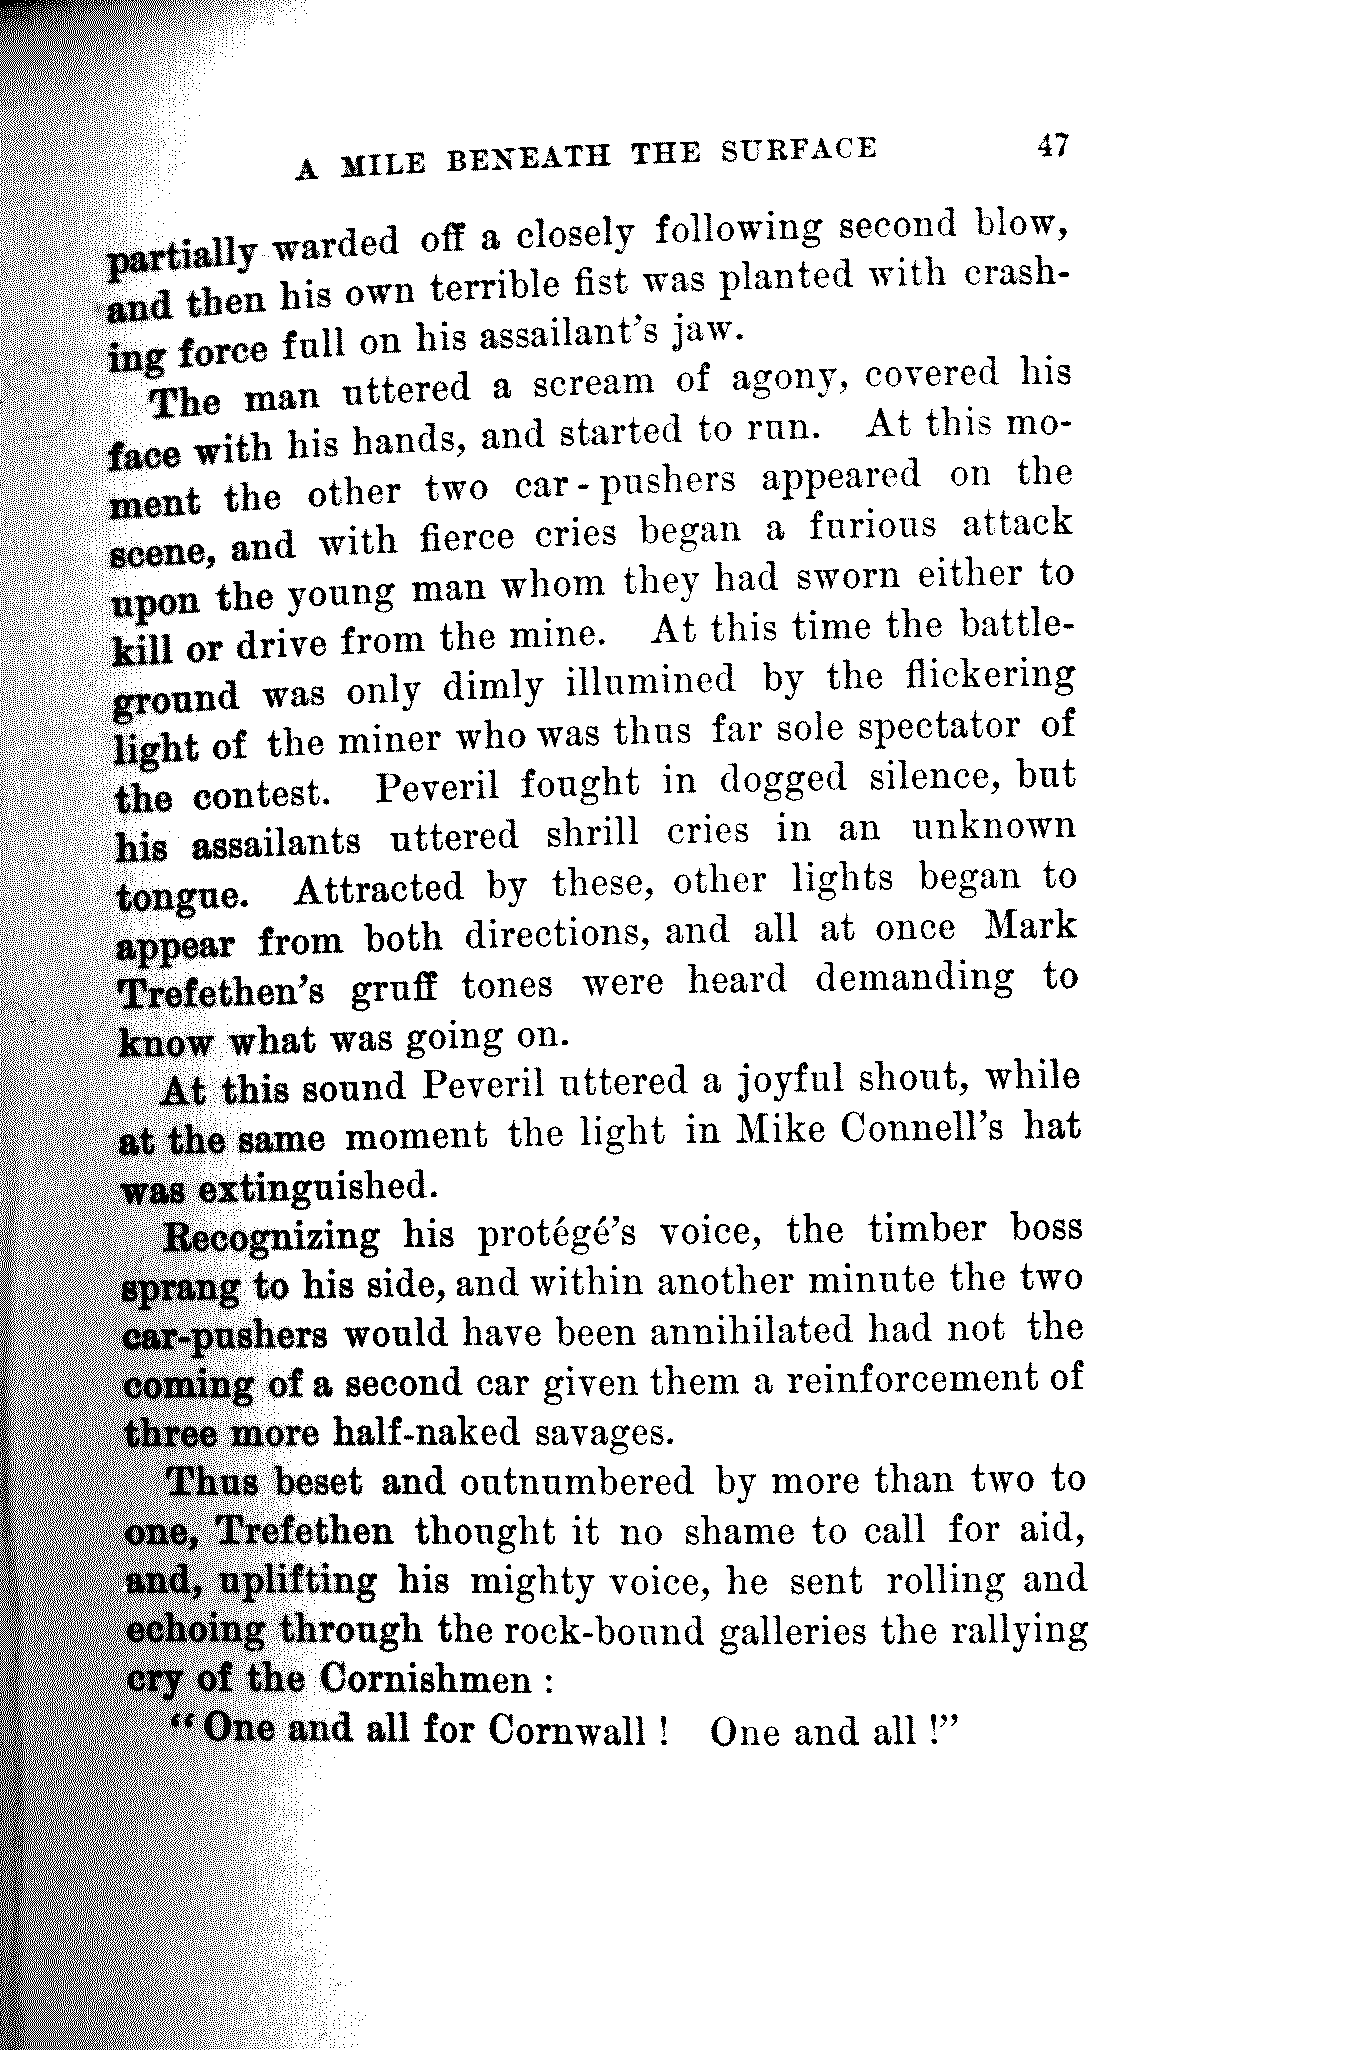 A MILE BENEATH THE SURFACE 47
partially warded off a closely following second blow,
and then his own terrible fist was planted with crash-
ing force full on his assailant's jaw.
The man uttered a scream of agony, covered his
face with his hands, and started to run. At this mo-
ment the other two car-pushers appeared on the
scene, and with fierce cries began a furious attack
upon the young man whom they had sworn either to
kill or drive from the mine. At this time the battle-
ground was only dimly illumined by the flickering
light of the miner who was thus far sole spectator of
the contest. Peveril fought in dogged silence, but
his assailants uttered shrill cries in an unknown
tongue. Attracted by these, other lights began to
appear from both directions, and all at once Mark
Trefethen's gruff tones were heard demanding to
know what was going on.
At this sound Peveril uttered a joyful shout, while
at the same moment the light in Mike Connell's hat
was extinguished.
Recognizing his protégé's voice, the timber boss
sprang to his side, and within another minute the two
car-pushers would have been annihilated had not the
coming of a second car given them a reinforcement of
three more half-naked savages.
Thus beset and outnumbered by more than two to
one, Trefethen thought it no shame to call for aid,
and, uplifting his mighty voice, he sent rolling and
echoing through the rock-bound galleries the rallying
cry of the Cornishmen :
"One and all for Cornwall ! One and all !"